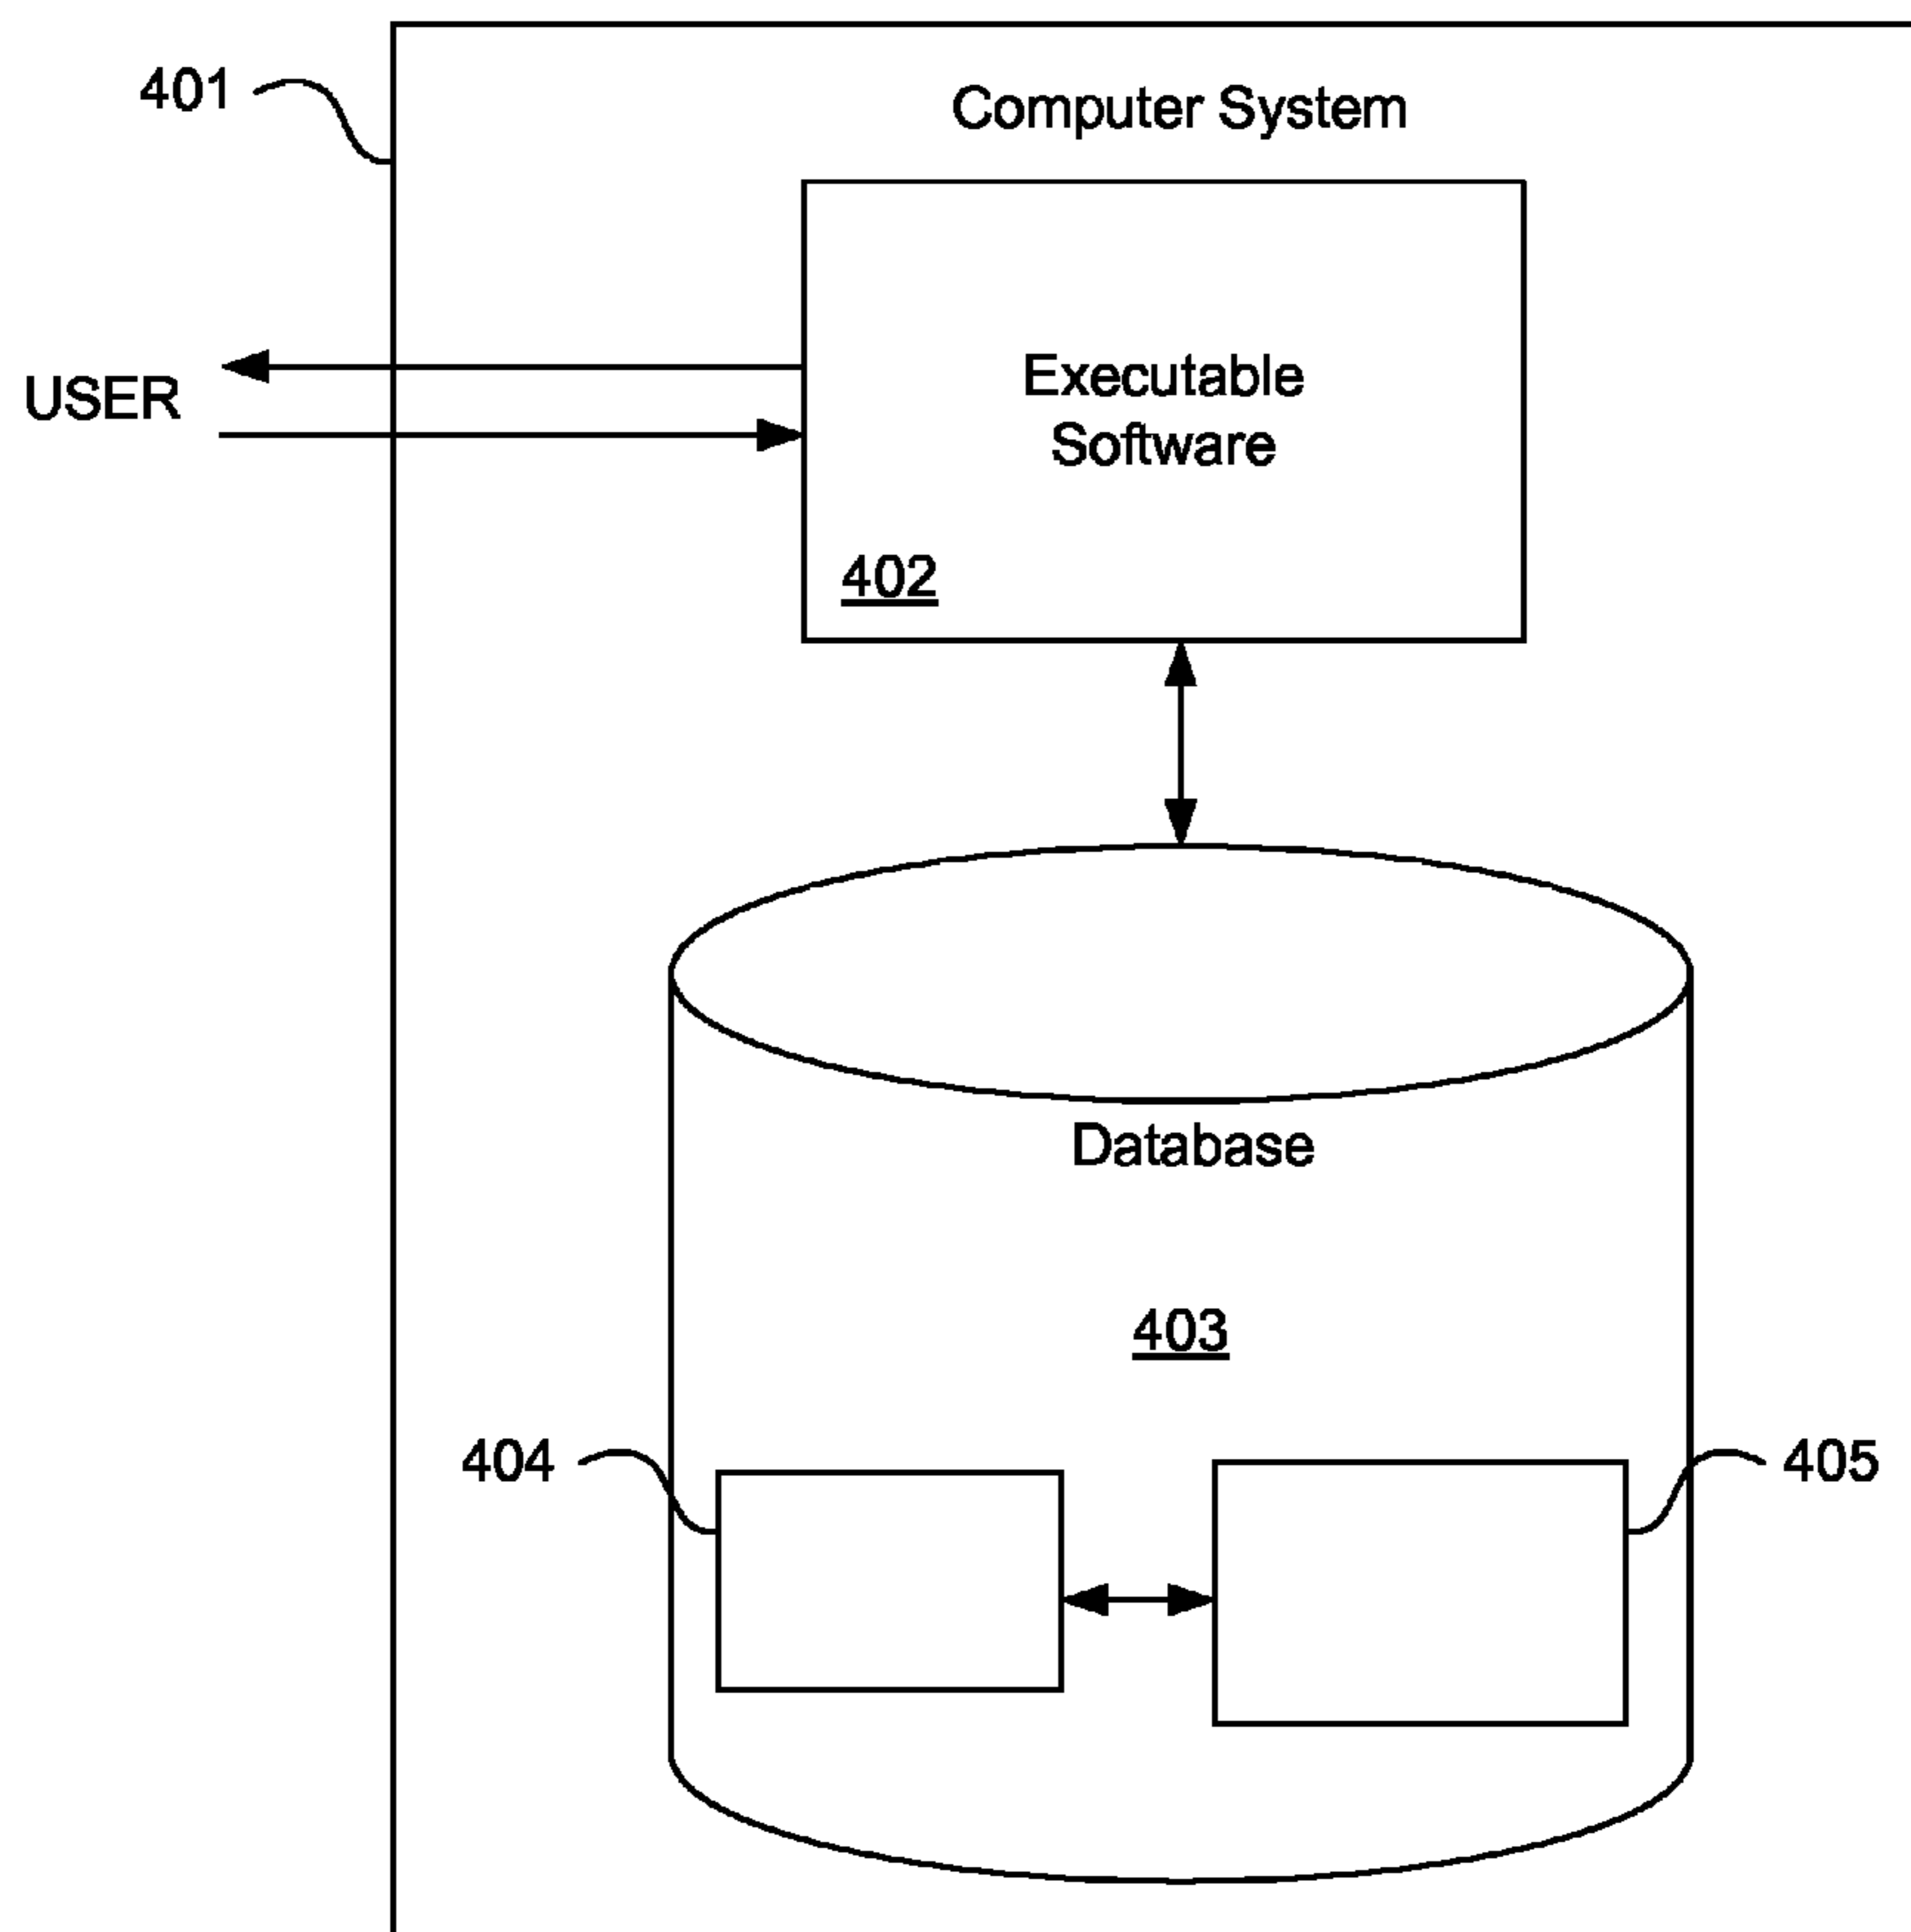 401
Computer System
USER
Executable
Software
402
Database
403
404
405